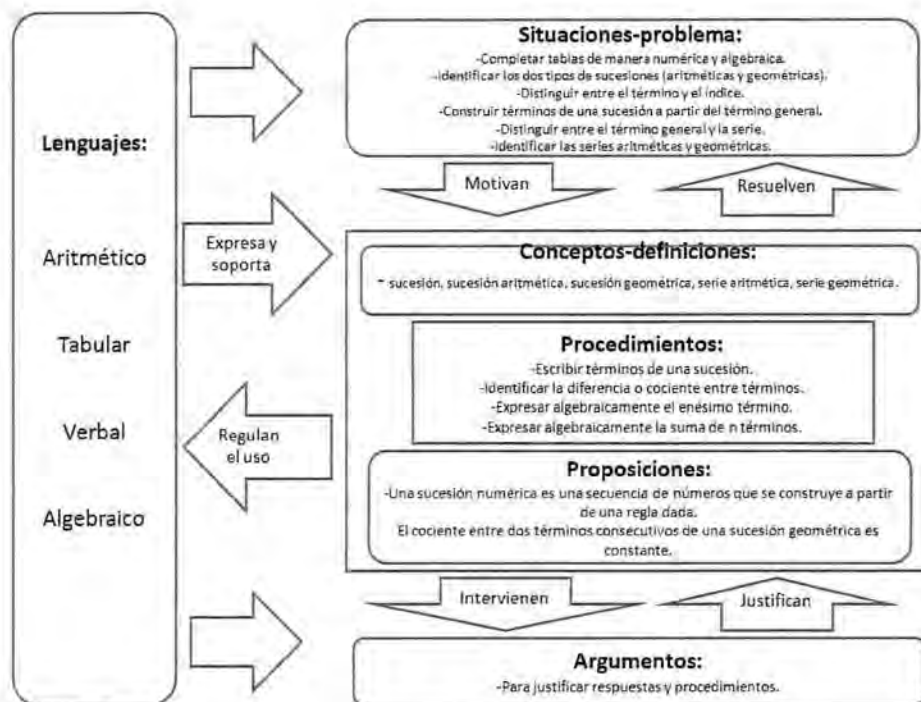 Lenguajes:
Aritmético
Tabular
Verbal
Algebraico
Expresa y
soporta
Regulan
el uso
Situaciones-problema:
-Completar tablas de manera numérica y algebraica.
-Identificar los dos tipos de sucesiones (aritméticas y geométricas).
-Distinguir entre el término y el índice.
-Construir términos de una sucesión a partir del término general.
-Distinguir entre el término general y la serie.
-Identificar las series aritméticas y geométricas.
Motivan
Resuelven
Conceptos-definiciones:
- sucesión, sucesión aritmética, sucesión geométrica, serie aritmética, serie geométrica.
Procedimientos:
-Escribir términos de una sucesión.
-Identificar la diferencia o cociente entre términos.
-Expresar algebraicamente el enésimo término.
-Expresar algebraicamente la suma de n términos.
Proposiciones:
-Una sucesión numérica es una secuencia de números que se construye a partir
de una regla dada.
El cociente entre dos términos consecutivos de una sucesión geométrica es
constante.
Intervienen
Justifican
Argumentos:
-Para justificar respuestas y procedimientos.